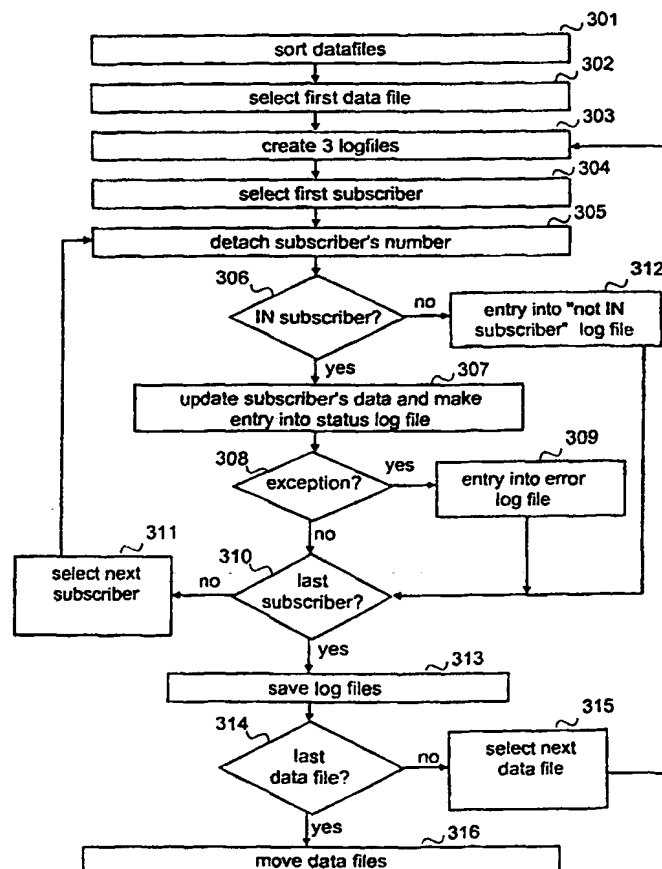 301
sort datafiles
302
select first data file
303
create 3 logfiles
304
select first subscriber
305
detach subscriber's number
306
IN subscriber?
no
312
entry into "not IN
subscriber" log file
yes
307
update subscriber's data and make
entry into status log file
308
exception?
yes
309
entry into error
log file
no
310
last
subscriber?
no
311
select next
subscriber
yes
313
save log files
314
last
data file?
no
315
select next
data file
yes
316
move data files